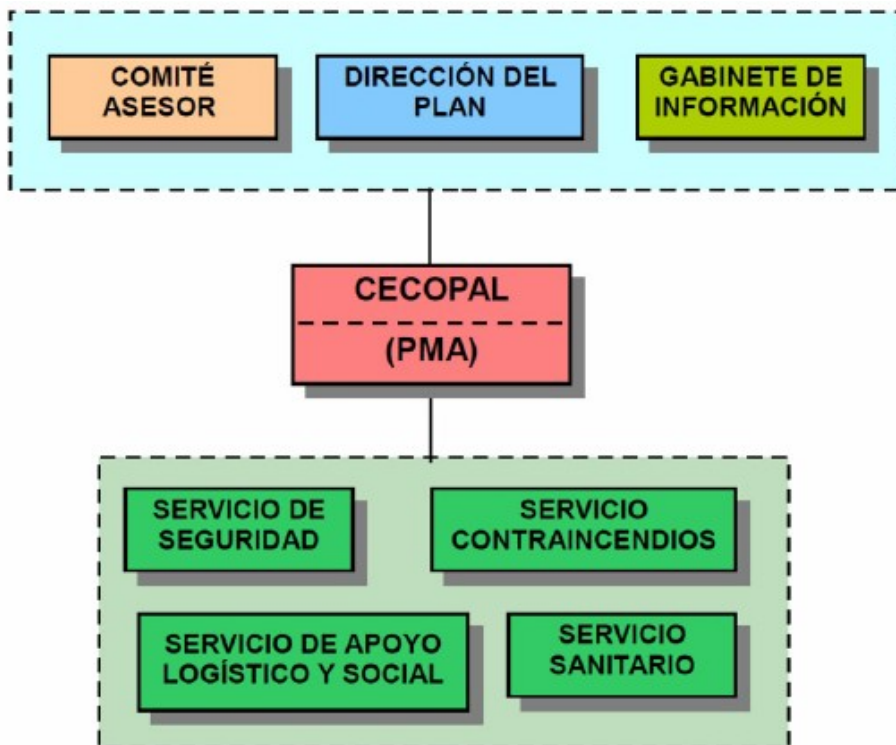 COMITÉ
ASESOR
DIRECCIÓN DEL
PLAN
GABINETE DE
INFORMACIÓN
CECOPAL
(PMA)
SERVICIO DE
SEGURIDAD
SERVICIO
CONTRAINCENDIOS
SERVICIO DE APOYO
LOGÍSTICO Y SOCIAL
SERVICIO
SANITARIO